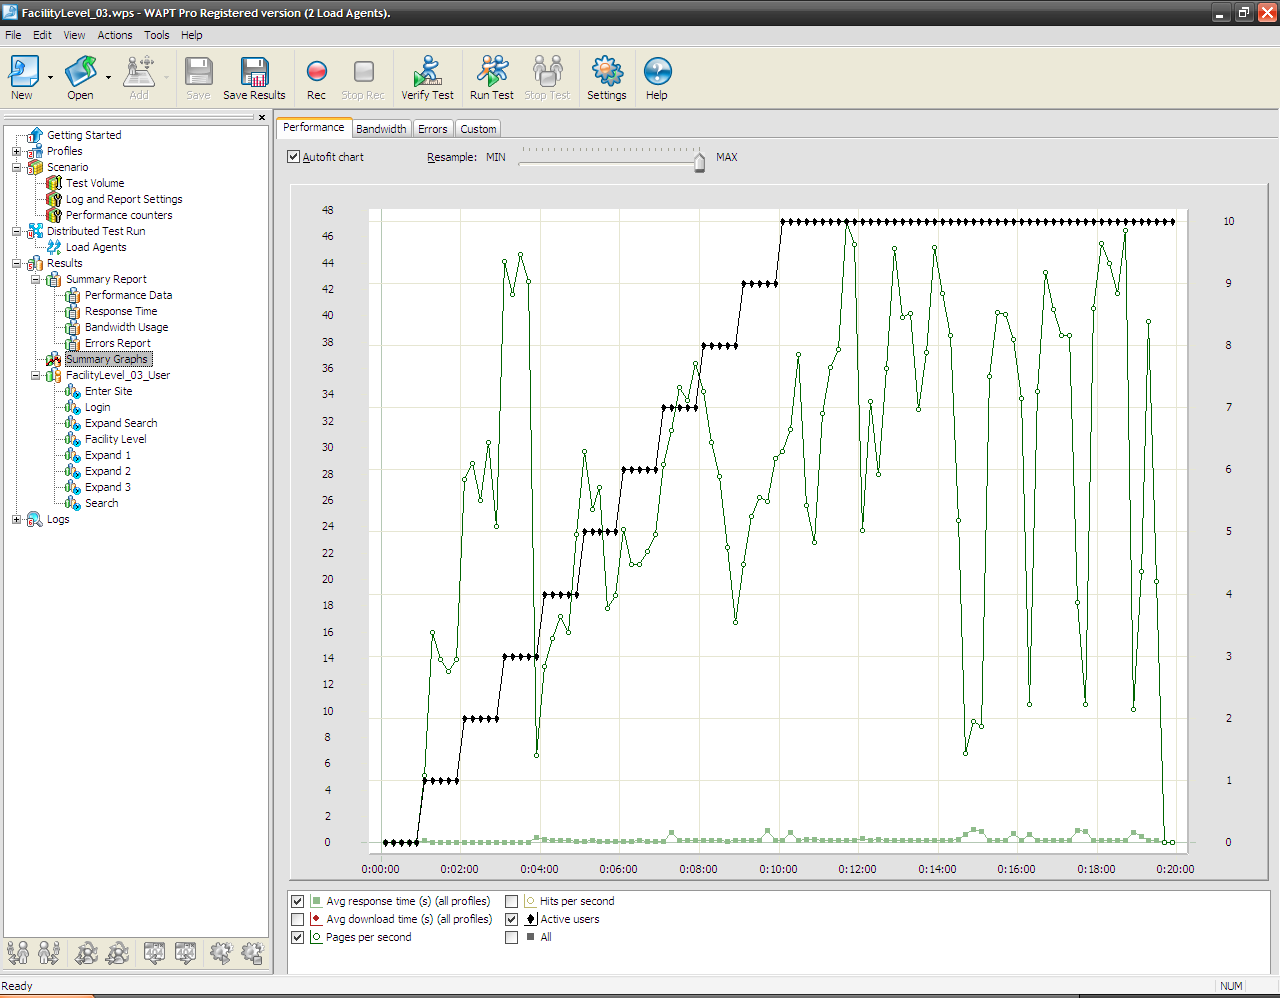 FacilityLevel_03.wps - WAPT Pro Registered version (2 Load Agents).
File Edit View Actions Tools Help
New Open Add Save Save Results Rec Stop Rec Verify Test Run Test Stop Test Settings Help
Getting Started
Profiles
Scenario
Test Volume
Log and Report Settings
Performance counters
Distributed Test Run
Load Agents
Results
Summary Report
Performance Data
Response Time
Bandwidth Usage
Errors Report
Summary Graphs
FacilityLevel_03_User
Enter Site
Login
Expand Search
Facility Level
Expand 1
Expand 2
Expand 3
Search
Logs
Performance Bandwidth Errors Custom
Autofit chart Resample: MIN MAX
48
46
44
42
40
38
36
34
32
30
28
26
24
22
20
18
16
14
12
10
8
6
4
2
0
10
9
8
7
6
5
4
3
2
1
0
0:00:00 0:02:00 0:04:00 0:06:00 0:08:00 0:10:00 0:12:00 0:14:00 0:16:00 0:18:00 0:20:00
Avg response time (s) (all profiles) Hits per second
Avg download time (s) (all profiles) Active users
Pages per second All
Ready NUM